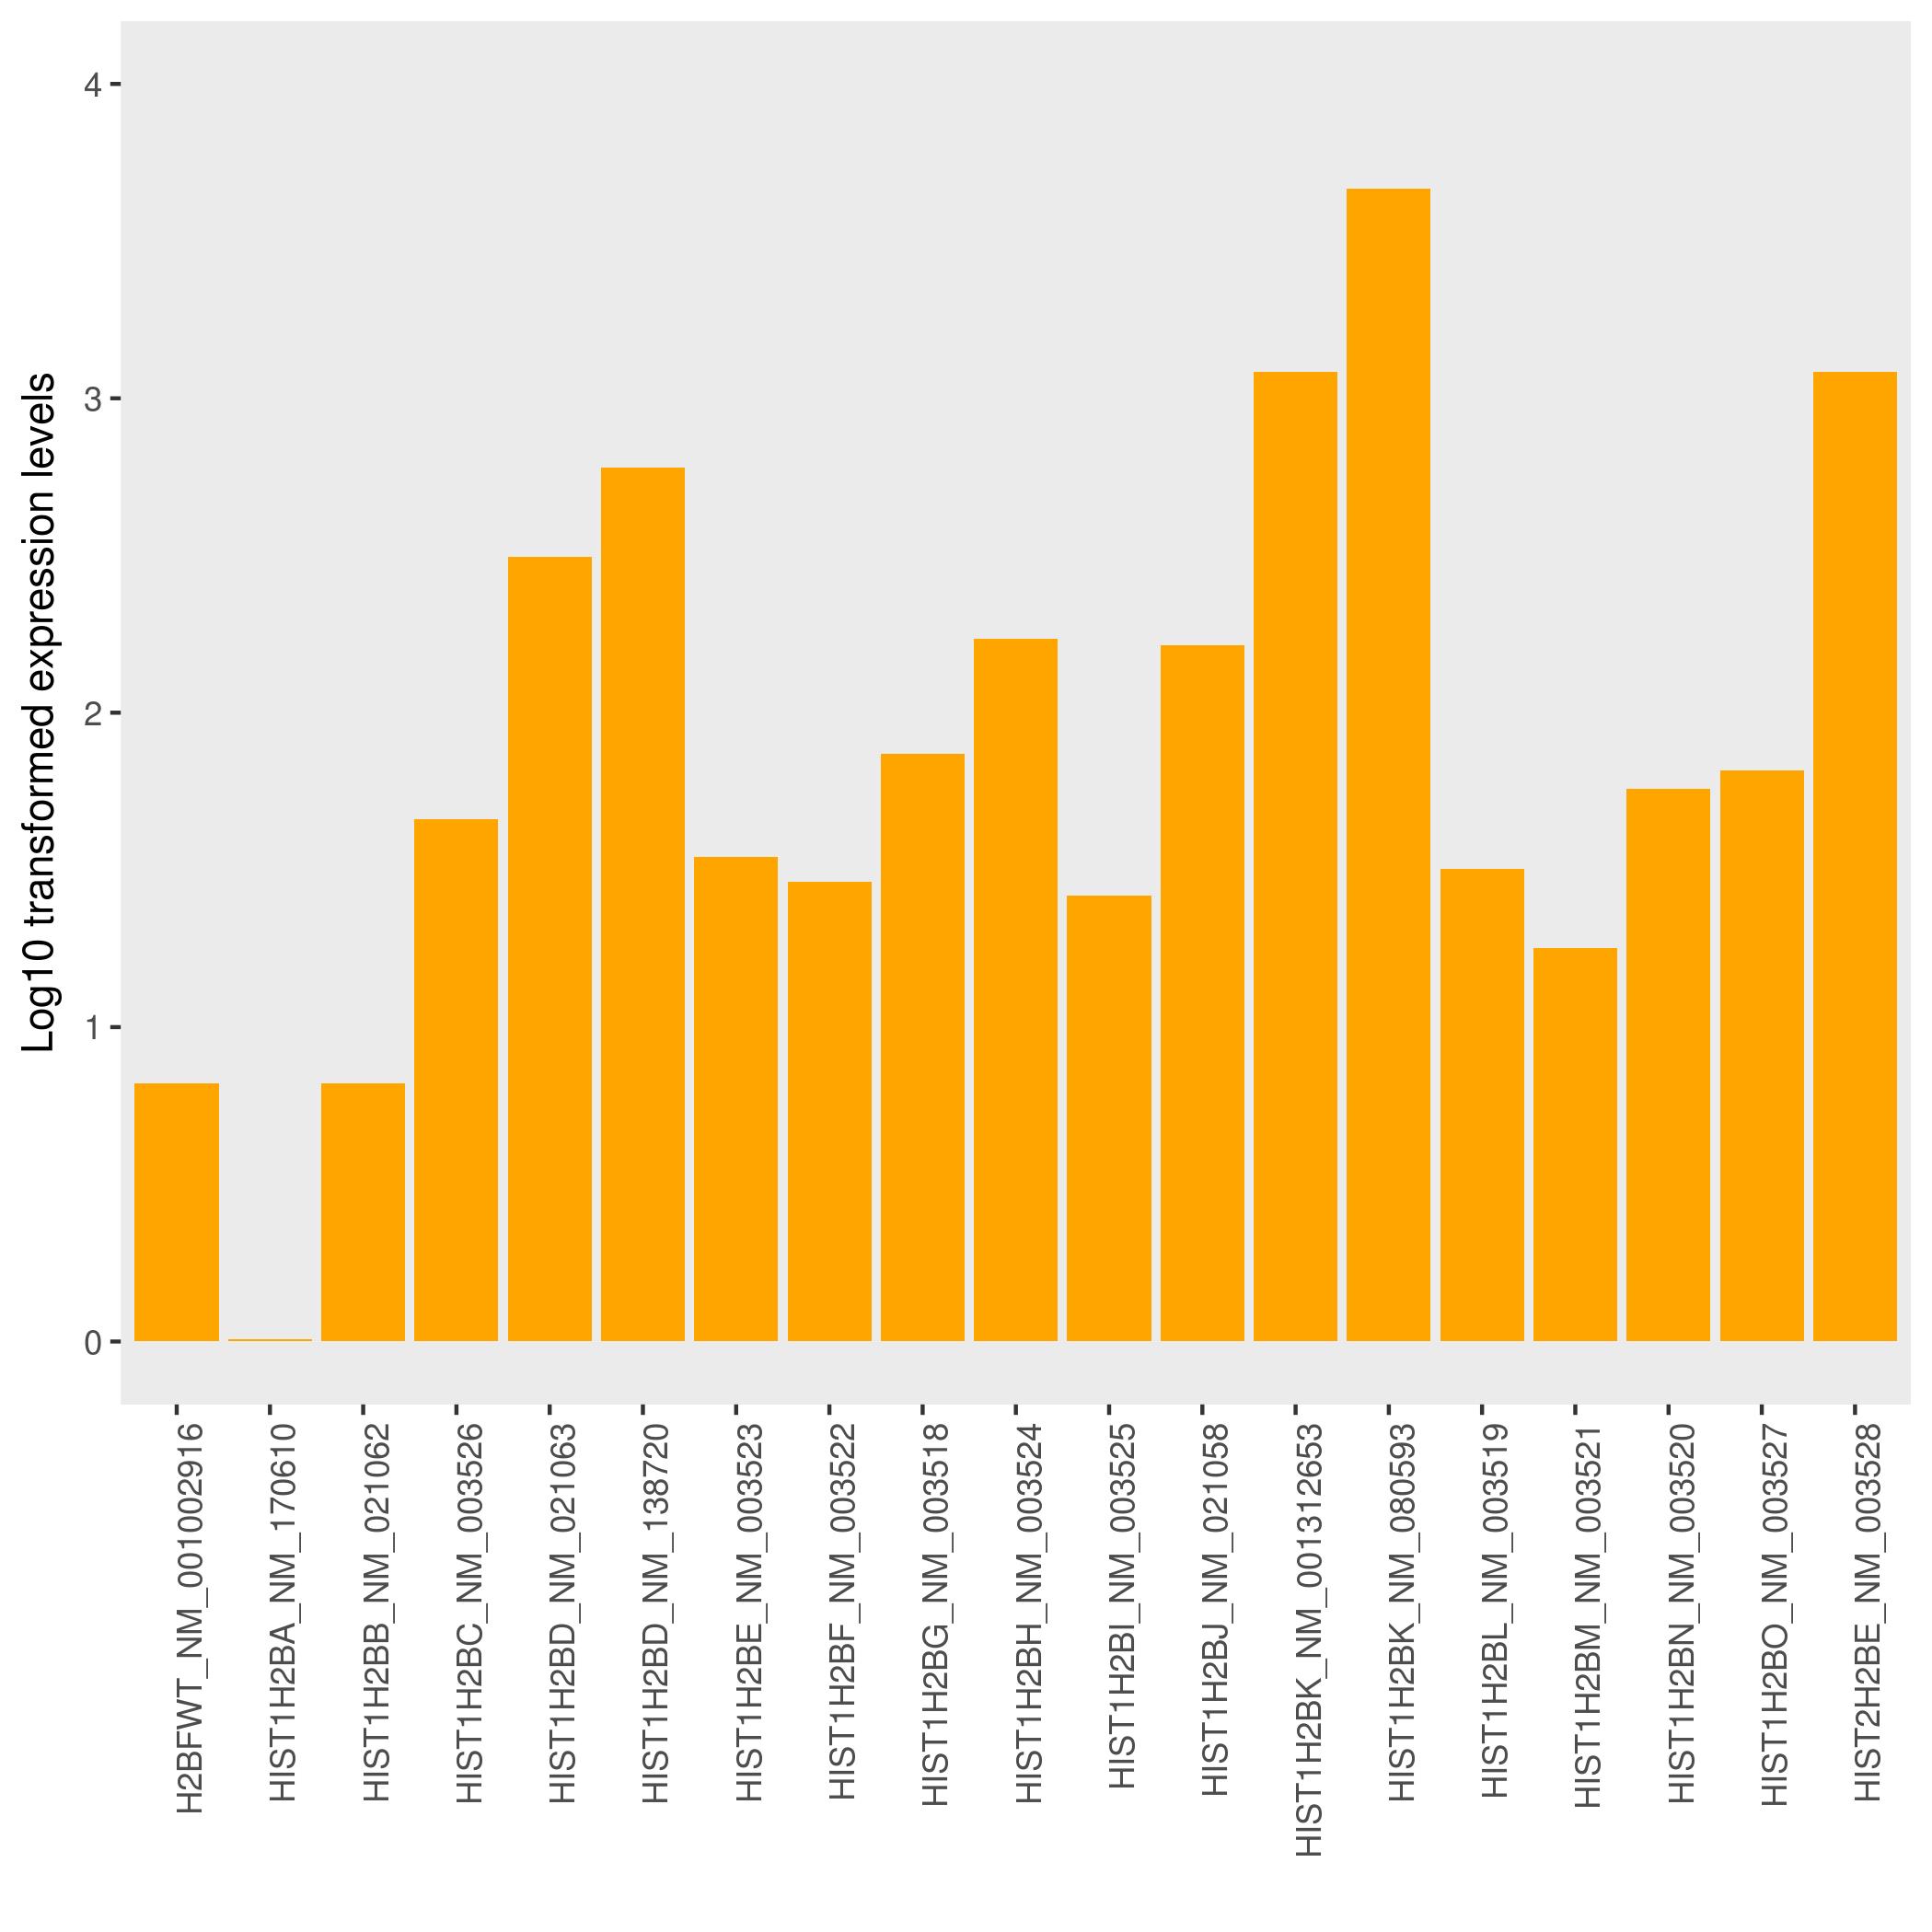 Log10 transformed expression levels
4
3
2
1
0
H2BFWT_NM_001002916
HIST1H2BA_NM_170610
HIST1H2BB_NM_021062
HIST1H2BC_NM_003526
HIST1H2BD_NM_021063
HIST1H2BD_NM_138720
HIST1H2BE_NM_003523
HIST1H2BF_NM_003522
HIST1H2BG_NM_003518
HIST1H2BH_NM_003524
HIST1H2BI_NM_003525
HIST1H2BJ_NM_021058
HIST1H2BK_NM_001312653
HIST1H2BK_NM_080593
HIST1H2BL_NM_003519
HIST1H2BM_NM_003521
HIST1H2BN_NM_003520
HIST1H2BO_NM_003527
HIST2H2BE_NM_003528